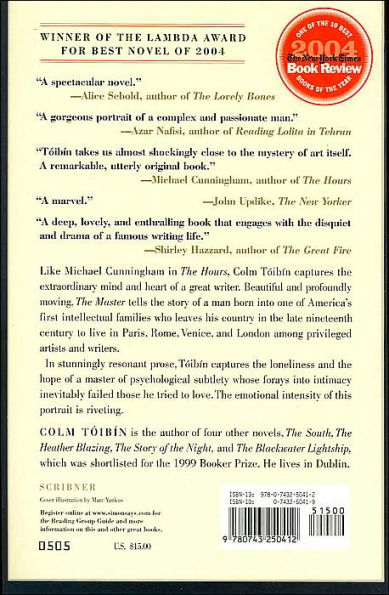 WINNER OF THE LAMBDA AWARD
FOR BEST NOVEL OF 2004
ONE OF THE 10 BEST
2004
The New York Times
Book Review
BOOKS OF THE YEAR
“A spectacular novel.”
—Alice Sebold, author of The Lovely Bones
“A gorgeous portrait of a complex and passionate man.”
—Azar Nafisi, author of Reading Lolita in Tehran
“Tóibín takes us almost shockingly close to the mystery of art itself.
A remarkable, utterly original book.”
—Michael Cunningham, author of The Hours
“A marvel.” —John Updike, The New Yorker
“A deep, lovely, and enthralling book that engages with the disquiet
and drama of a famous writing life.”
—Shirley Hazzard, author of The Great Fire
Like Michael Cunningham in The Hours, Colm Tóibín captures the
extraordinary mind and heart of a great writer. Beautiful and profoundly
moving, The Master tells the story of a man born into one of America’s
first intellectual families who leaves his country in the late nineteenth
century to live in Paris, Rome, Venice, and London among privileged
artists and writers.
In stunningly resonant prose, Tóibín captures the loneliness and the
hope of a master of psychological subtlety whose forays into intimacy
inevitably failed those he tried to love. The emotional intensity of this
portrait is riveting.
COLM TÓIBÍN is the author of four other novels, The South, The
Heather Blazing, The Story of the Night, and The Blackwater Lightship,
which was shortlisted for the 1999 Booker Prize. He lives in Dublin.
SCRIBNER
Cover illustration by Marc Yankus
Register online at www.simonsays.com for
the Reading Group Guide and more
information on this and other great books.
0505 U.S. $15.00
ISBN-13: 978-0-7432-5041-2
ISBN-10: 0-7432-5041-9
51500
9 780743 250412